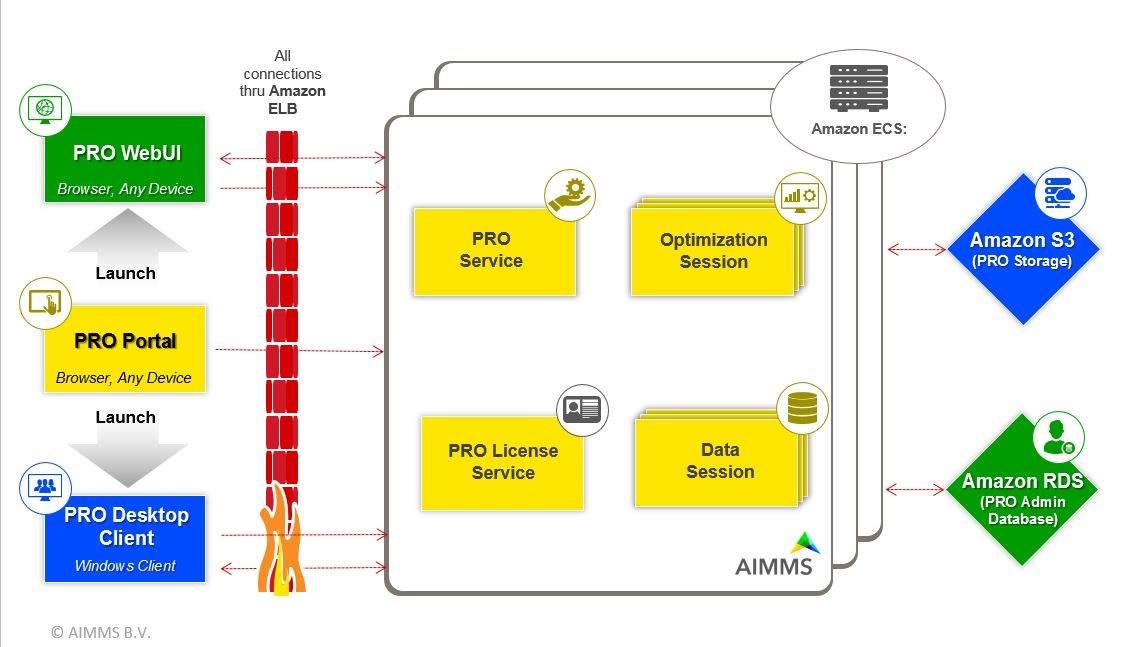 All
connections
thru Amazon
ELB
PRO WebUI
Browser, Any Device
Launch
PRO Portal
Browser, Any Device
Launch
PRO Desktop
Client
Windows Client
Amazon ECS:
PRO
Service
Optimization
Session
PRO License
Service
Data
Session
AIMMS
Amazon S3
(PRO Storage)
Amazon RDS
(PRO Admin
Database)
© AIMMS B.V.